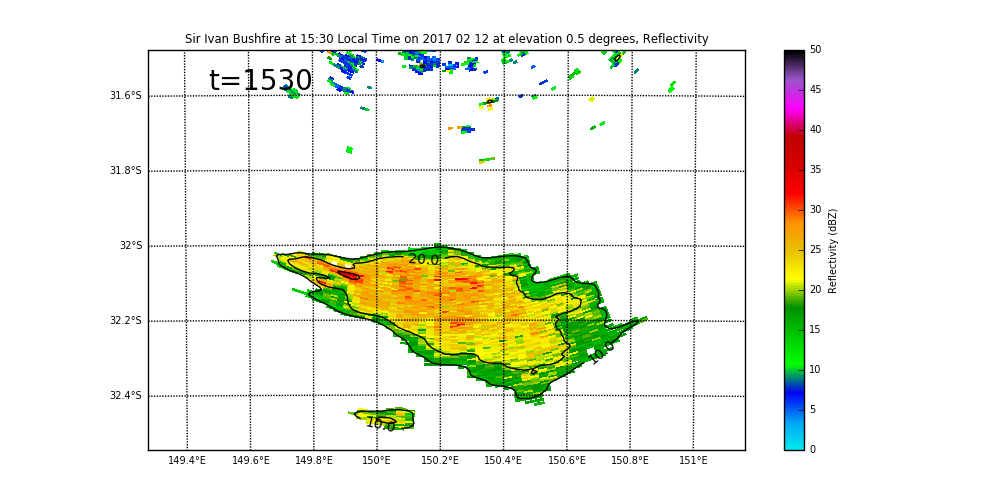 Sir Ivan Bushfire at 15:30 Local Time on 2017 02 12 at elevation 0.5 degrees, Reflectivity
t=1530
31.6°S
31.8°S
32°S
32.2°S
32.4°S
20.0
10.0
10.0
149.4°E 149.6°E 149.8°E 150°E 150.2°E 150.4°E 150.6°E 150.8°E 151°E
50
45
40
35
30
25
20
15
10
5
0
Reflectivity (dBZ)